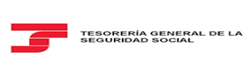 TESORERÍA GENERAL DE LA
SEGURIDAD SOCIAL